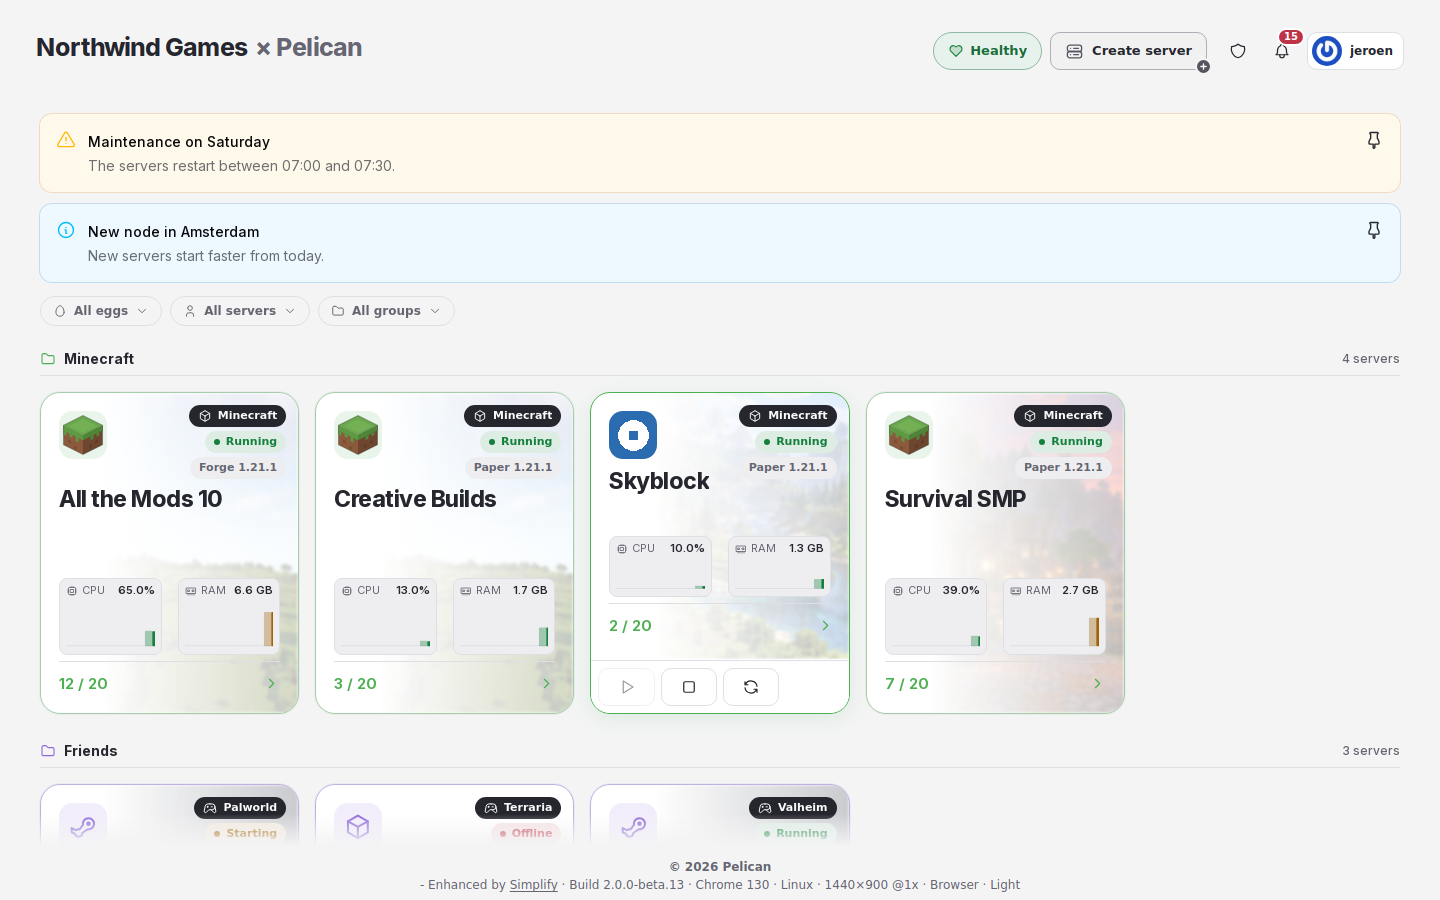 Northwind Games × Pelican
Healthy
Create server
15
jeroen
Maintenance on Saturday
The servers restart between 07:00 and 07:30.
New node in Amsterdam
New servers start faster from today.
All eggs
All servers
All groups
Minecraft
4 servers
Minecraft
Running
Forge 1.21.1
All the Mods 10
CPU 65.0%
RAM 6.6 GB
12 / 20
Minecraft
Running
Paper 1.21.1
Creative Builds
CPU 13.0%
RAM 1.7 GB
3 / 20
Minecraft
Running
Paper 1.21.1
Skyblock
CPU 10.0%
RAM 1.3 GB
2 / 20
Minecraft
Running
Paper 1.21.1
Survival SMP
CPU 39.0%
RAM 2.7 GB
7 / 20
Friends
3 servers
Palworld
Starting
Terraria
Offline
Valheim
Running
© 2026 Pelican
- Enhanced by Simplify · Build 2.0.0-beta.13 · Chrome 130 · Linux · 1440×900 @1x · Browser · Light